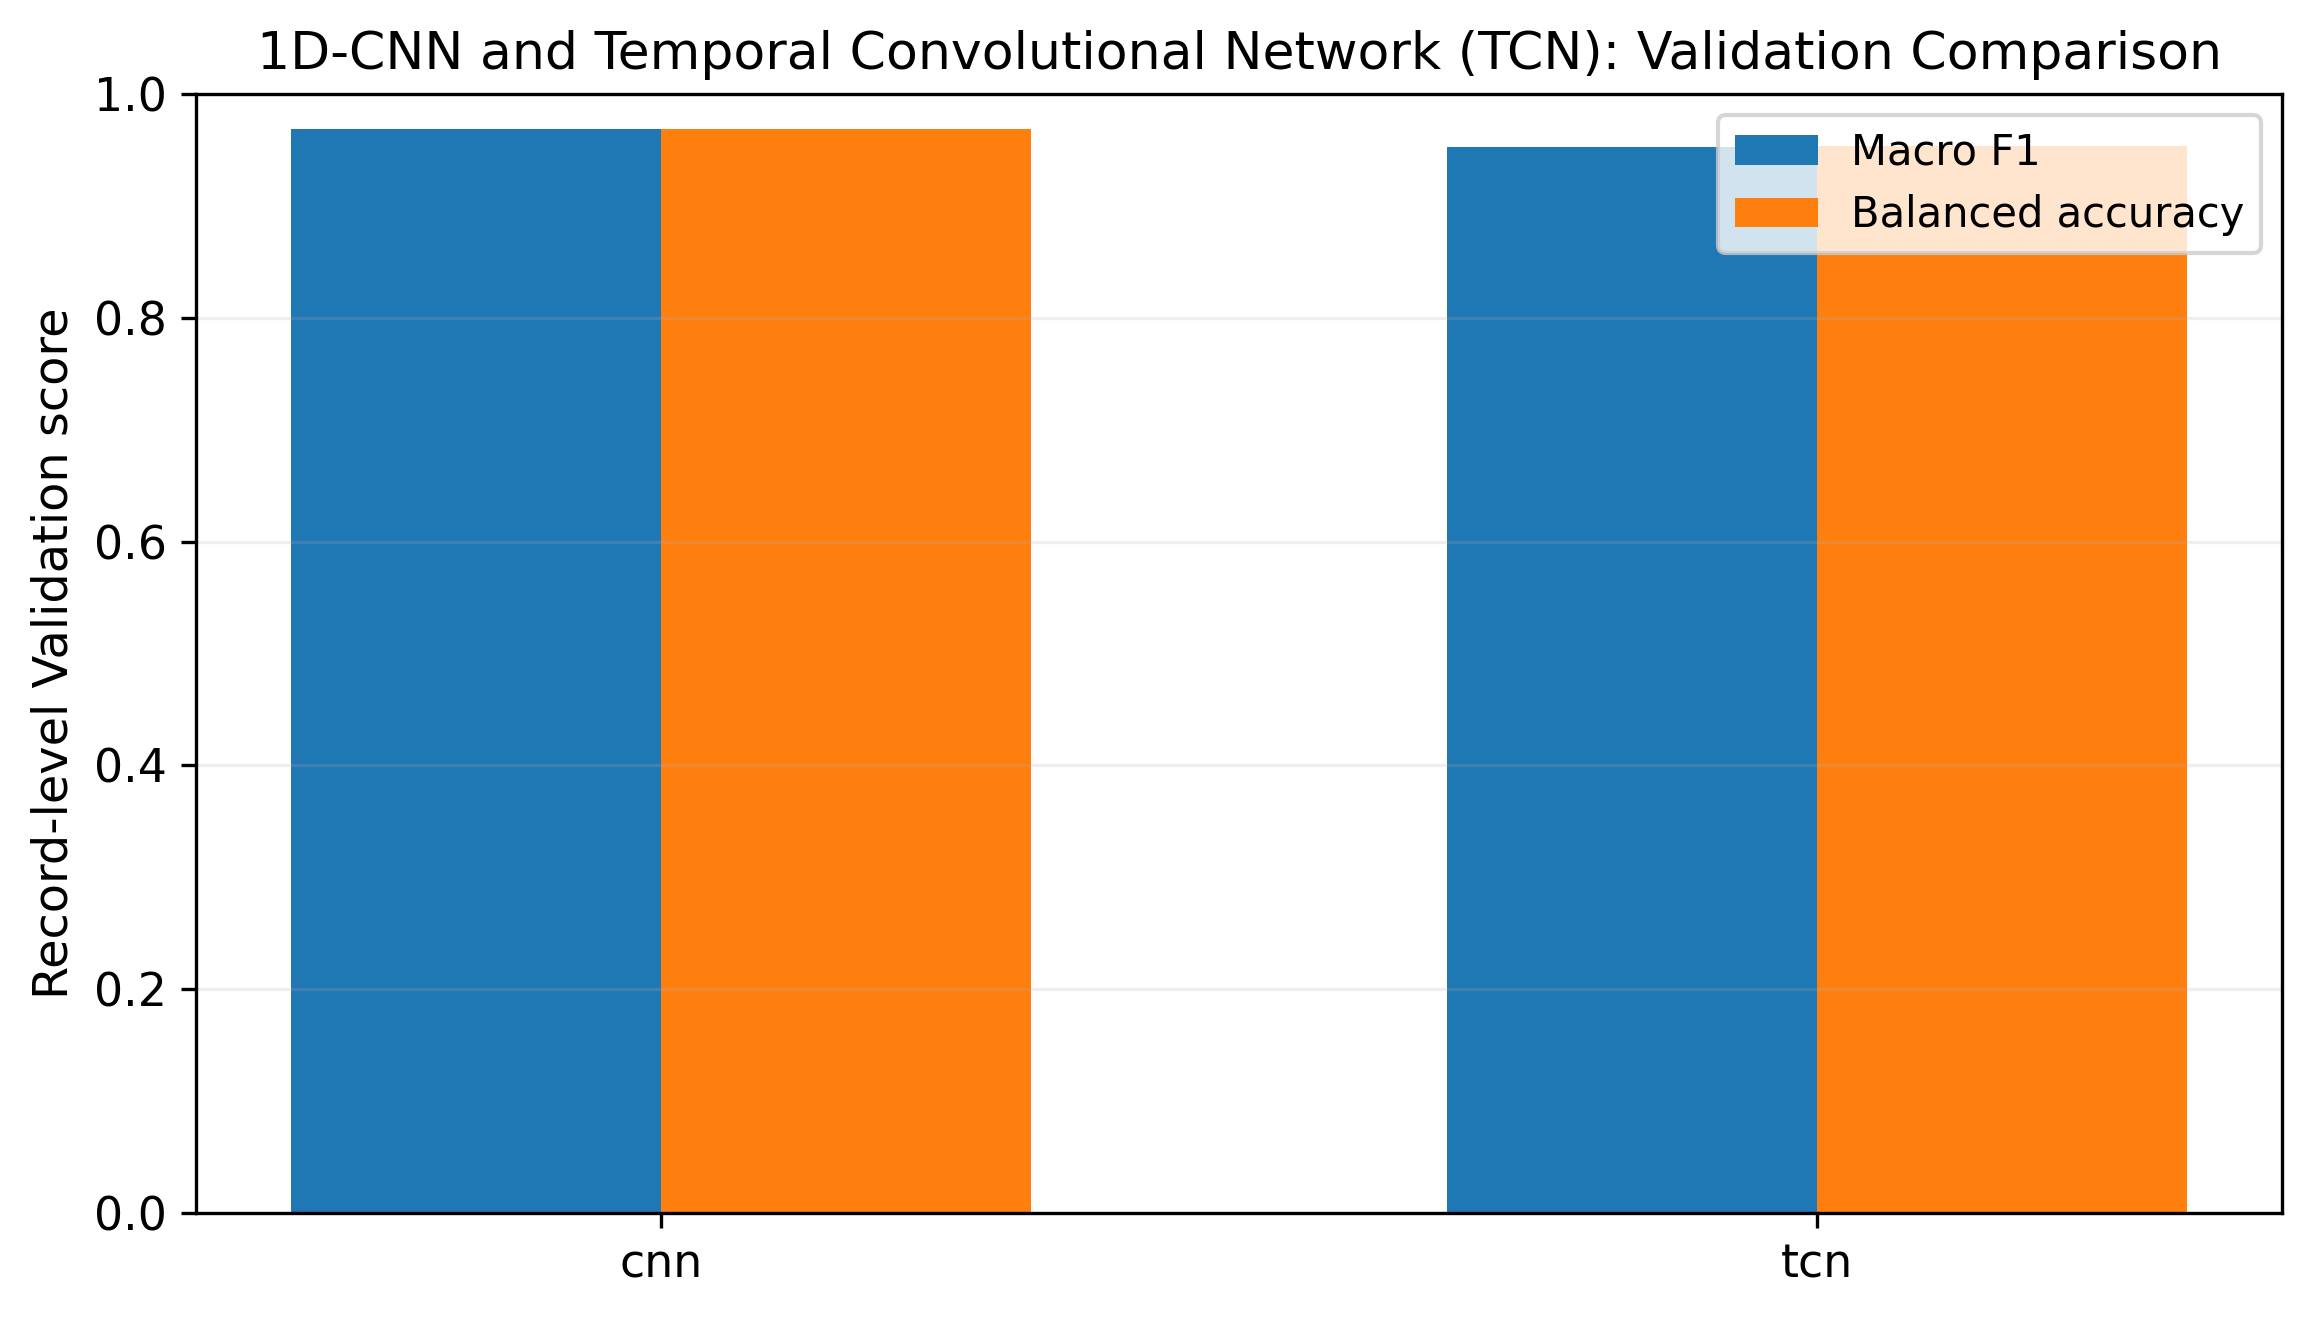 1D-CNN and Temporal Convolutional Network (TCN): Validation Comparison
Record-level Validation score
1.0
0.8
0.6
0.4
0.2
0.0
Macro F1
Balanced accuracy
cnn
tcn